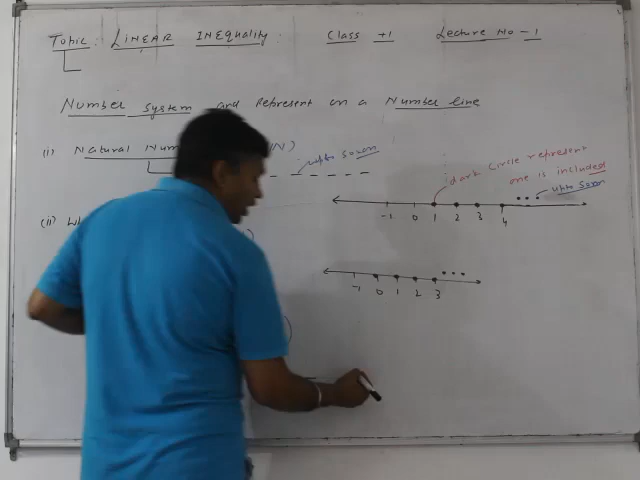 Topic: LINEAR INEQUALITY: Class +1 Lecture No - 1
Number System and Represent on a Number line
(i) Natural Num (N)
upto soon
dark Circle represent
one is included
upto soon
-1 0 1 2 3 4
(ii) Wh )
-1 0 1 2 3
)